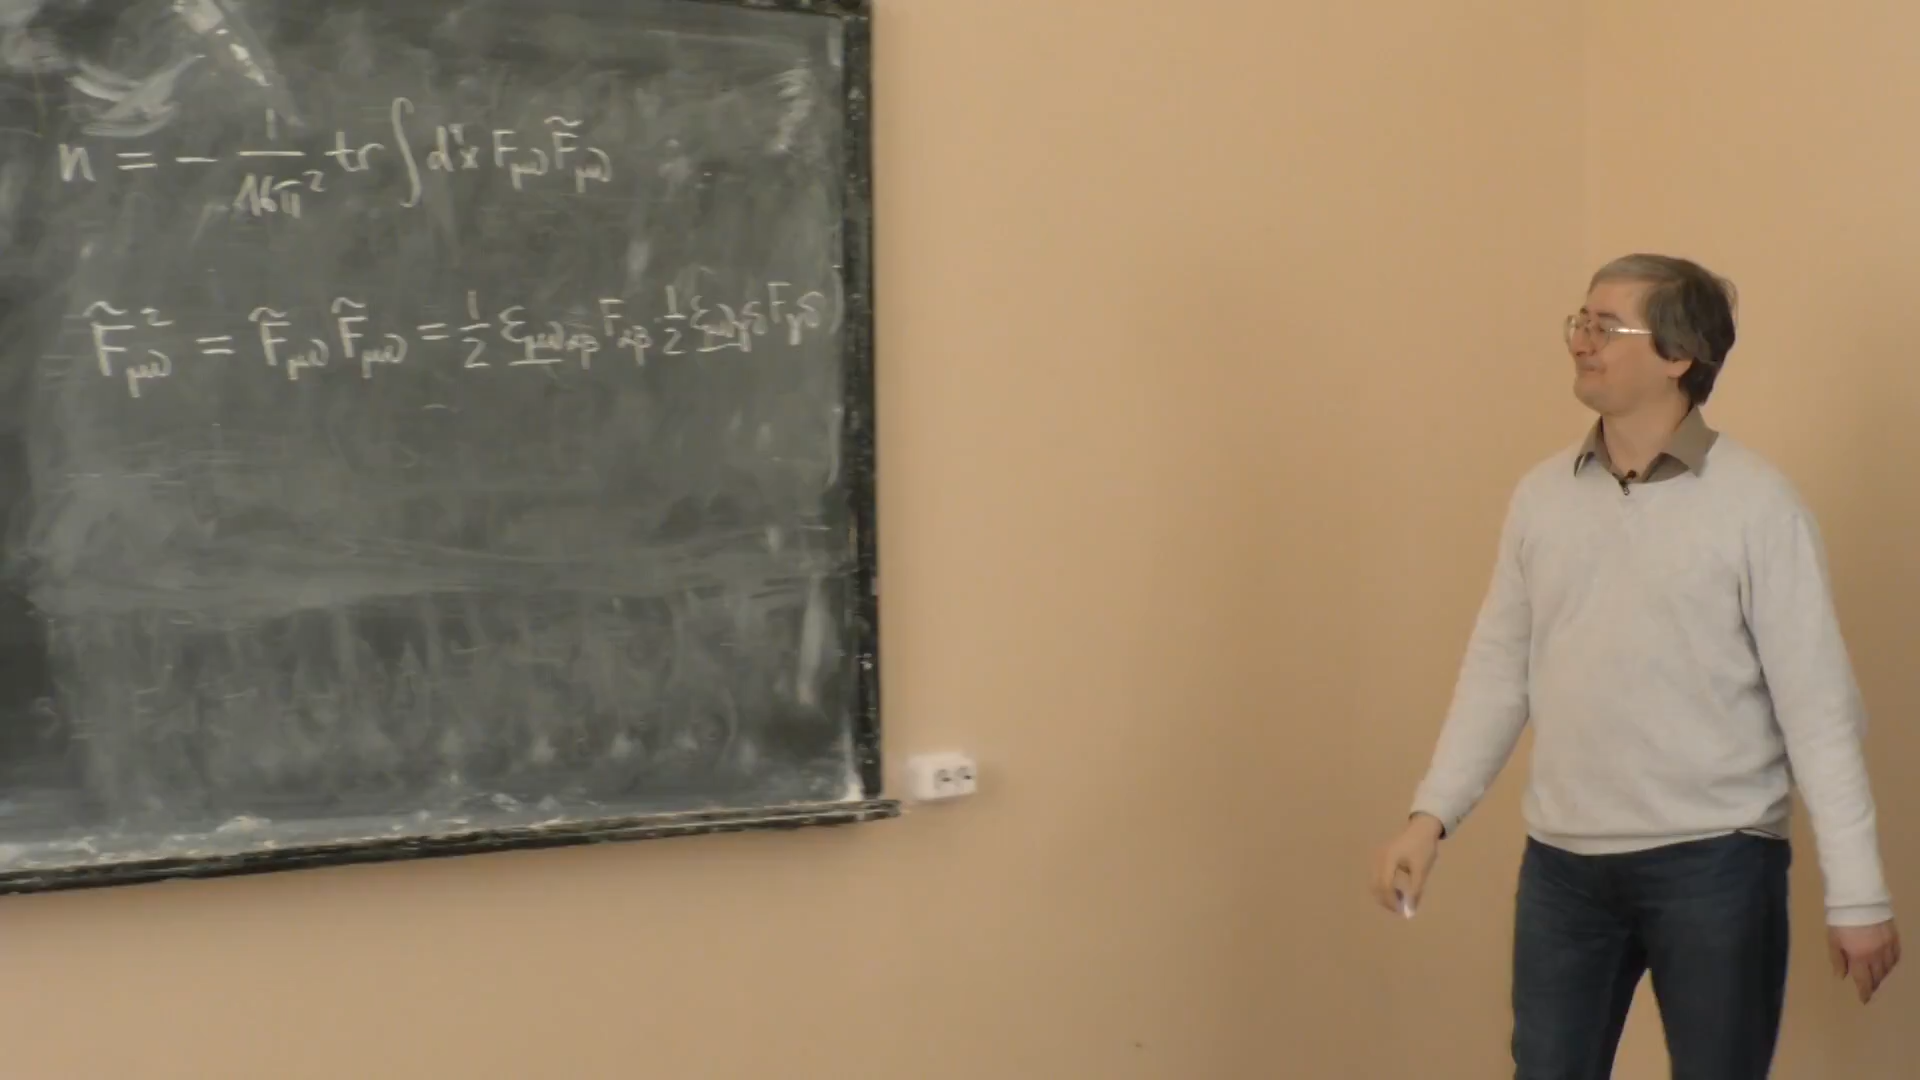 n = - 1/16π² tr ∫ d⁴x F_μν F̃_μν
F̃²_μν = F̃_μν F̃_μν = 1/2 ε_μναβ F_αβ · 1/2 ε_μνγδ F_γδ